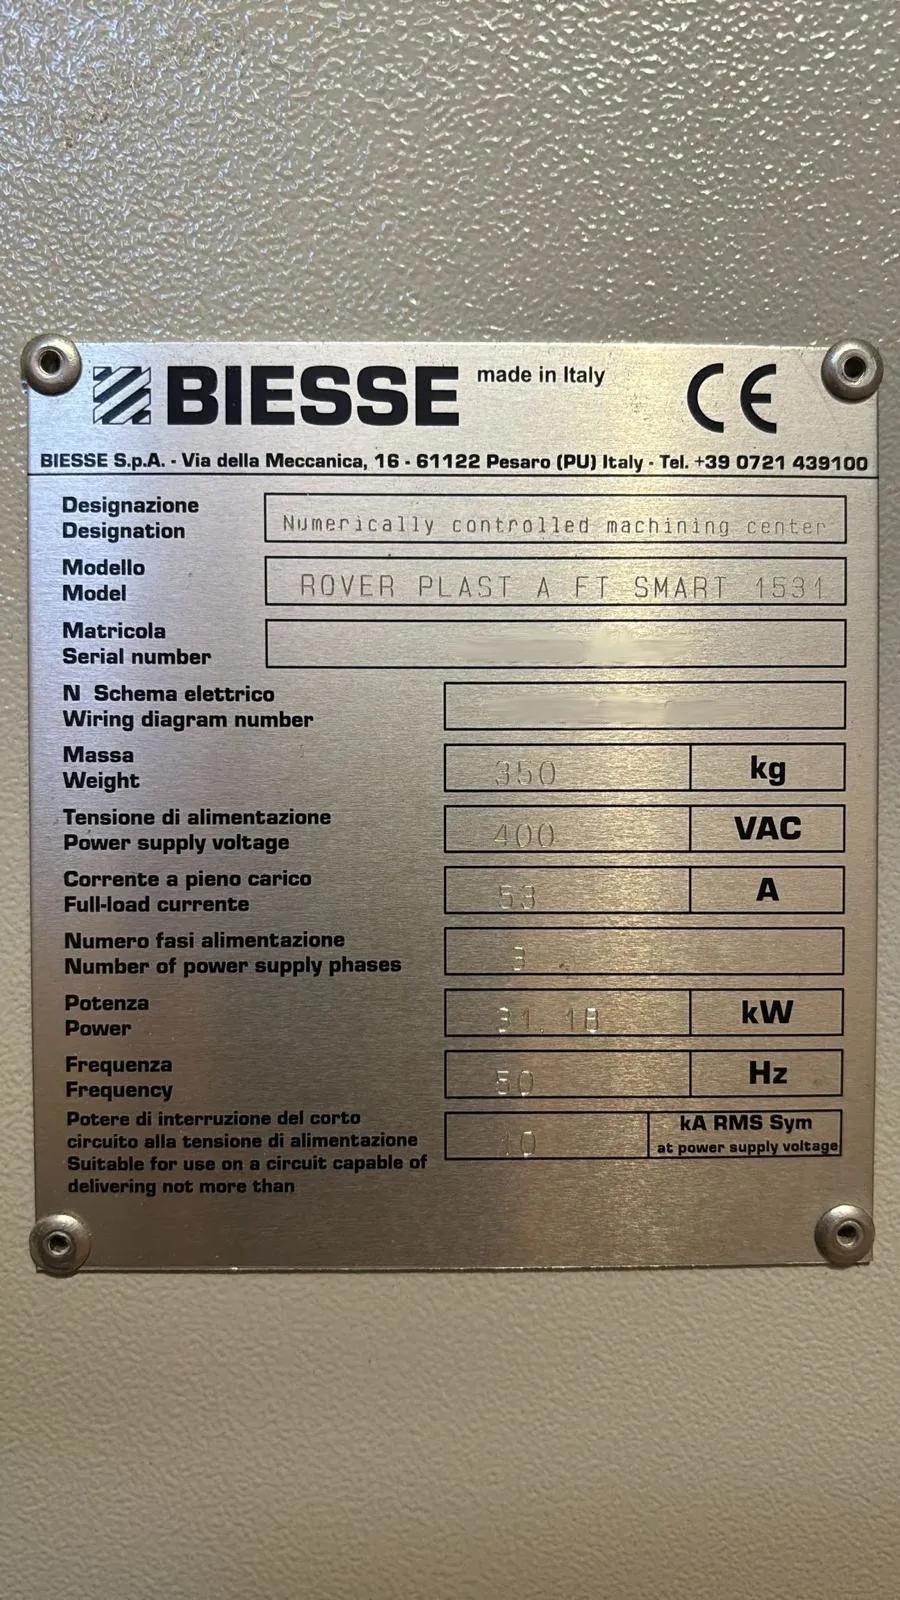 BIESSE made in Italy CE
BIESSE S.p.A. - Via della Meccanica, 16 - 61122 Pesaro (PU) Italy - Tel. +39 0721 439100
Designazione
Designation
Numerically controlled machining center
Modello
Model
ROVER PLAST A FT SMART 1531
Matricola
Serial number
N Schema elettrico
Wiring diagram number
Massa
Weight
350 kg
Tensione di alimentazione
Power supply voltage
400 VAC
Corrente a pieno carico
Full-load currente
53 A
Numero fasi alimentazione
Number of power supply phases
3
Potenza
Power
31.18 kW
Frequenza
Frequency
50 Hz
Potere di interruzione del corto
circuito alla tensione di alimentazione
Suitable for use on a circuit capable of
delivering not more than
10 kA RMS Sym
at power supply voltage